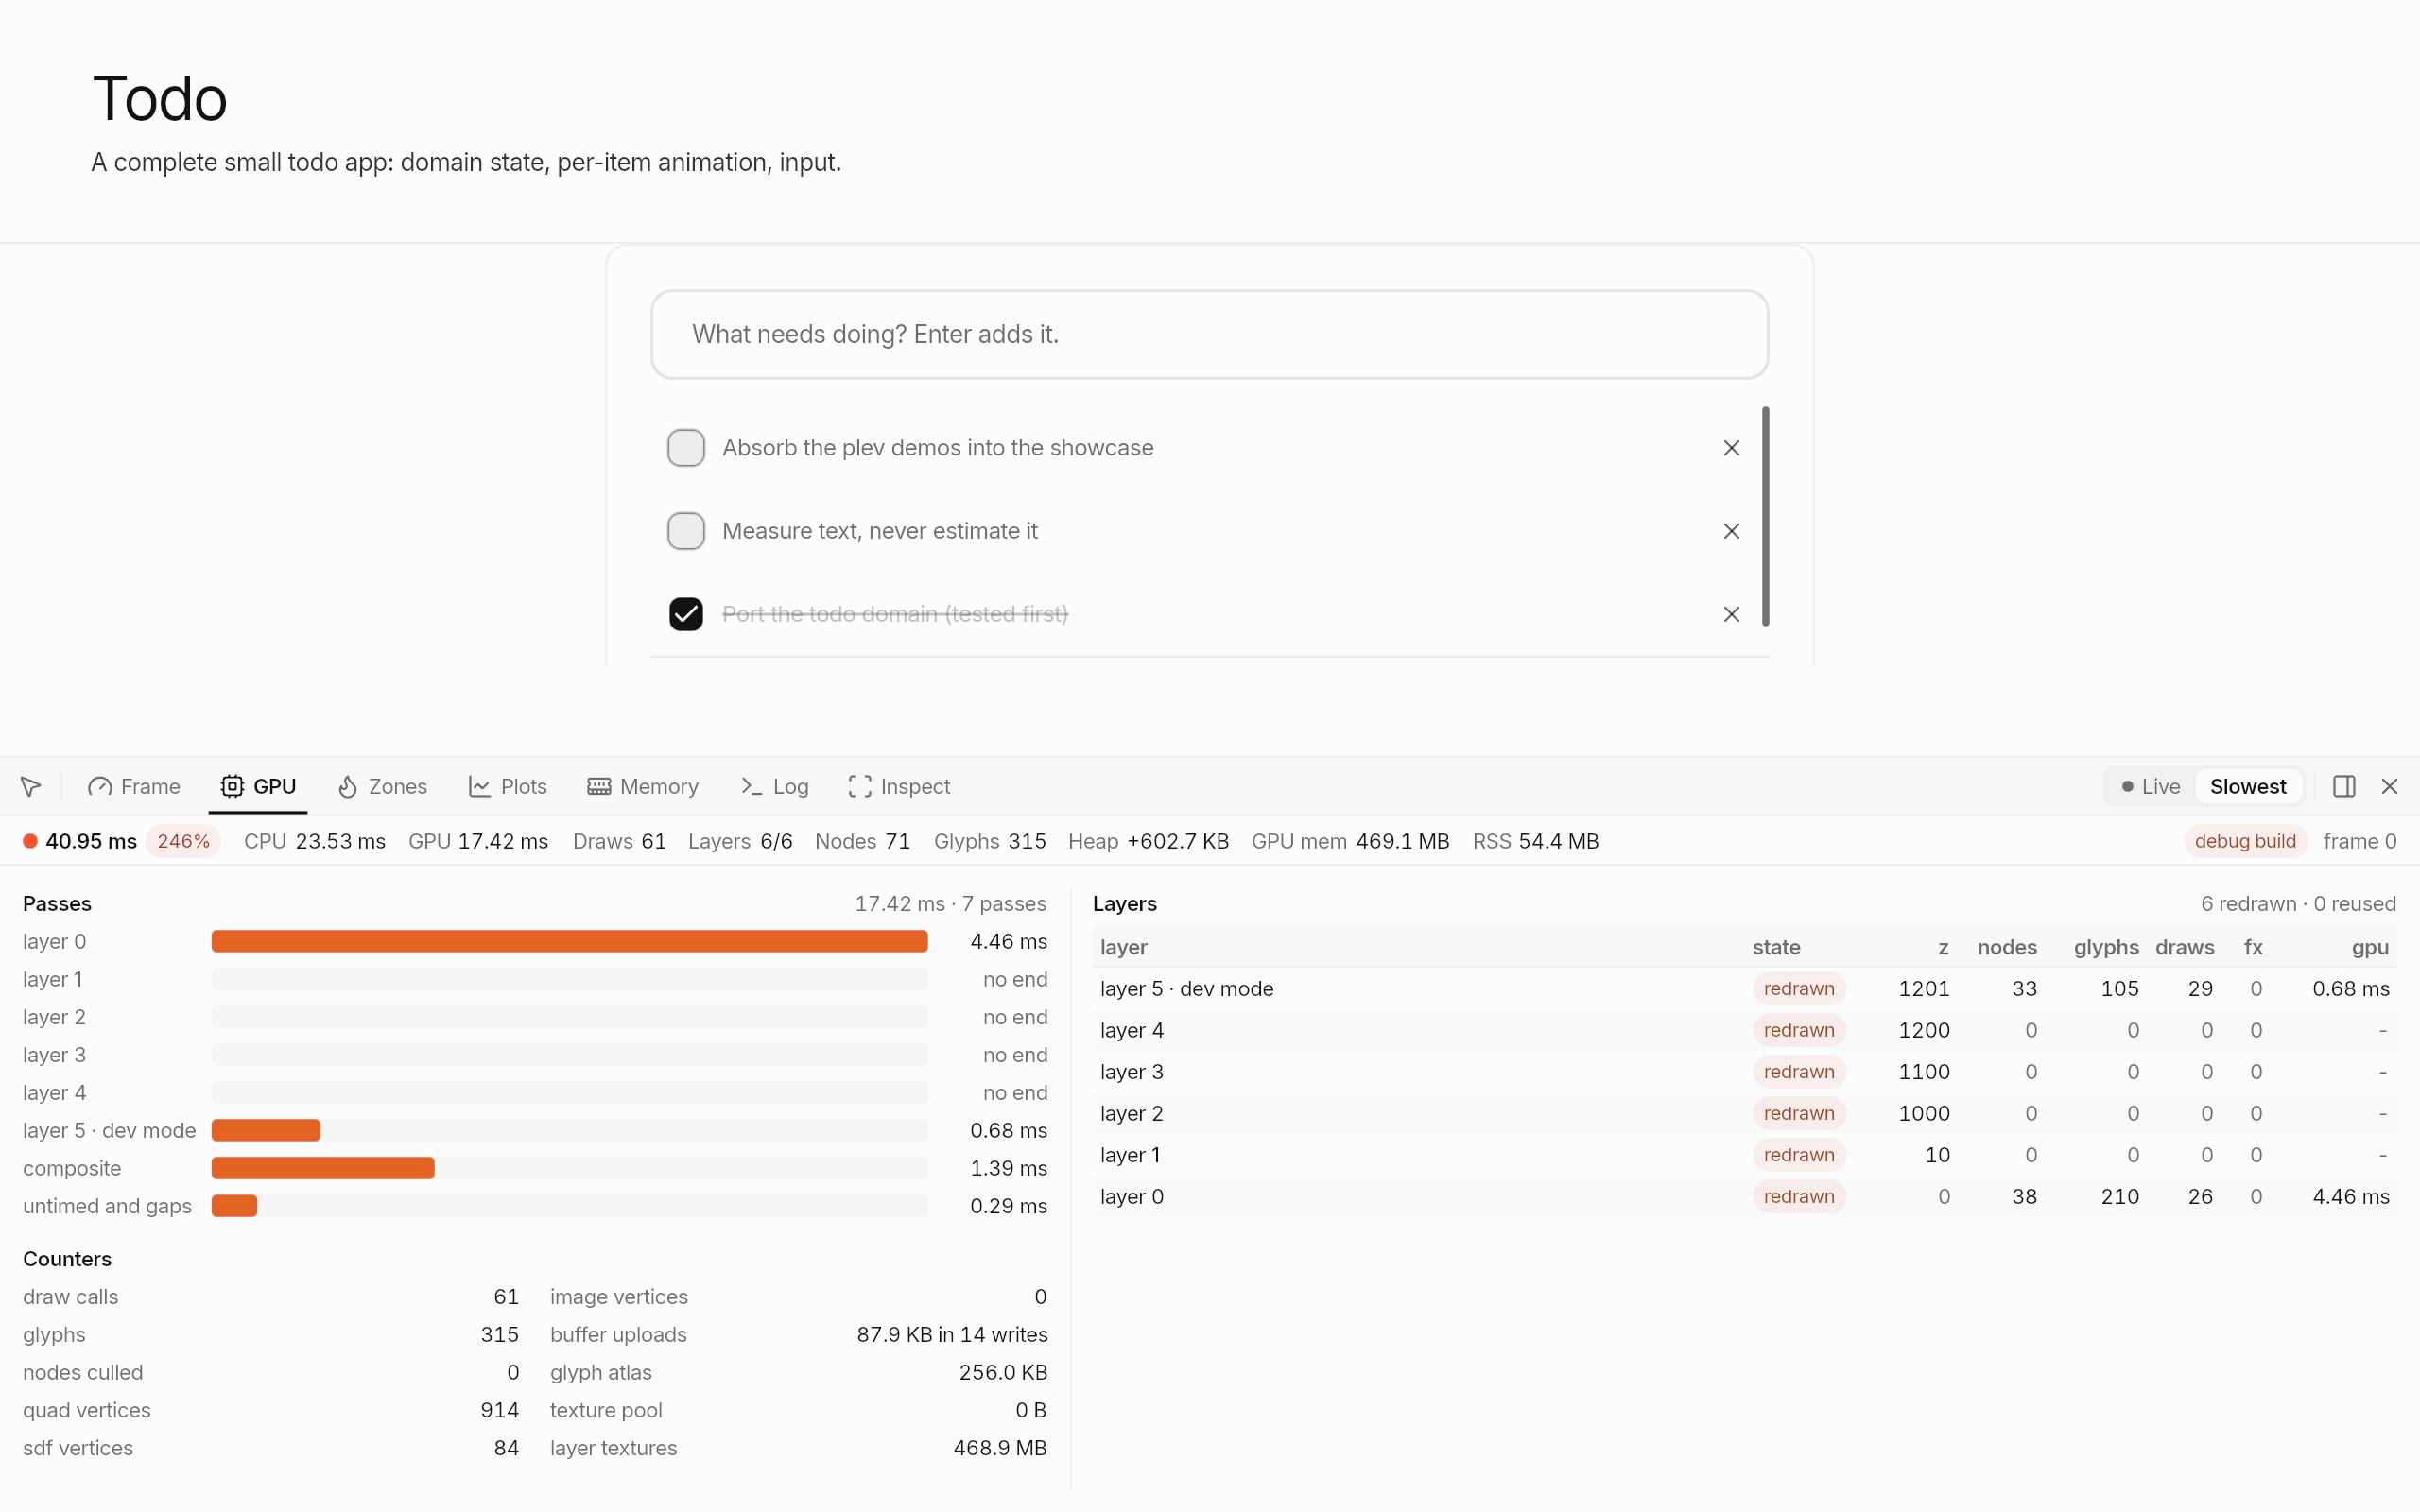 Todo
A complete small todo app: domain state, per-item animation, input.
What needs doing? Enter adds it.
Absorb the plev demos into the showcase
Measure text, never estimate it
Port the todo domain (tested first)
Frame GPU Zones Plots Memory Log Inspect Live Slowest
40.95 ms 246% CPU 23.53 ms GPU 17.42 ms Draws 61 Layers 6/6 Nodes 71 Glyphs 315 Heap +602.7 KB GPU mem 469.1 MB RSS 54.4 MB debug build frame 0
Passes 17.42 ms · 7 passes
layer 0 4.46 ms
layer 1 no end
layer 2 no end
layer 3 no end
layer 4 no end
layer 5 · dev mode 0.68 ms
composite 1.39 ms
untimed and gaps 0.29 ms
Counters
draw calls 61 image vertices 0
glyphs 315 buffer uploads 87.9 KB in 14 writes
nodes culled 0 glyph atlas 256.0 KB
quad vertices 914 texture pool 0 B
sdf vertices 84 layer textures 468.9 MB
Layers 6 redrawn · 0 reused
layer state z nodes glyphs draws fx gpu
layer 5 · dev mode redrawn 1201 33 105 29 0 0.68 ms
layer 4 redrawn 1200 0 0 0 0 -
layer 3 redrawn 1100 0 0 0 0 -
layer 2 redrawn 1000 0 0 0 0 -
layer 1 redrawn 10 0 0 0 0 -
layer 0 redrawn 0 38 210 26 0 4.46 ms